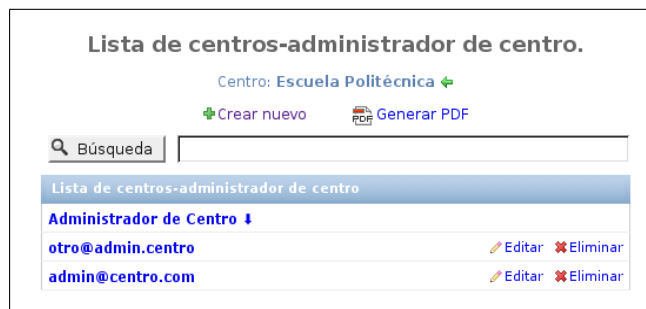 Lista de centros-administrador de centro.
Centro: Escuela Politécnica
Crear nuevo PDF Generar PDF
Búsqueda
Lista de centros-administrador de centro
Administrador de Centro
otro@admin.centro Editar Eliminar
admin@centro.com Editar Eliminar